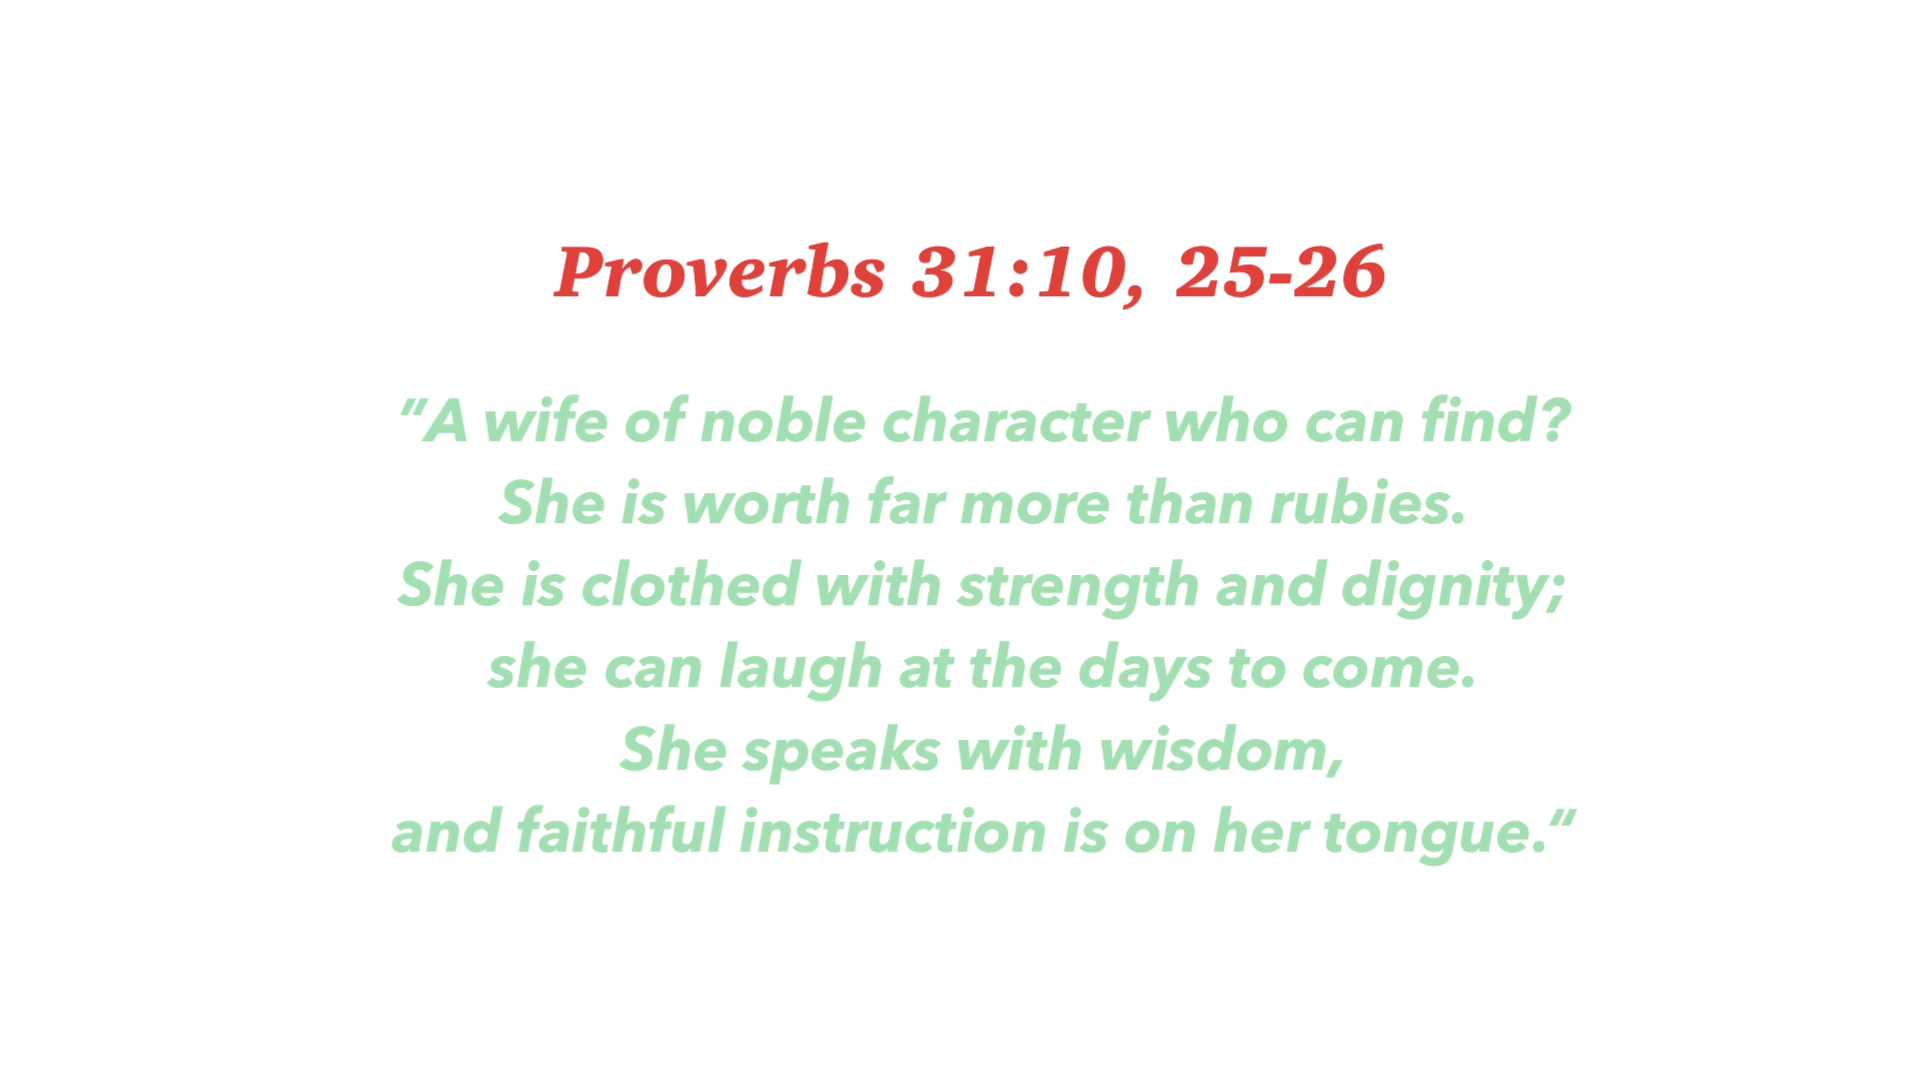 Proverbs 31:10, 25-26
"A wife of noble character who can find?
She is worth far more than rubies.
She is clothed with strength and dignity;
she can laugh at the days to come.
She speaks with wisdom,
and faithful instruction is on her tongue."